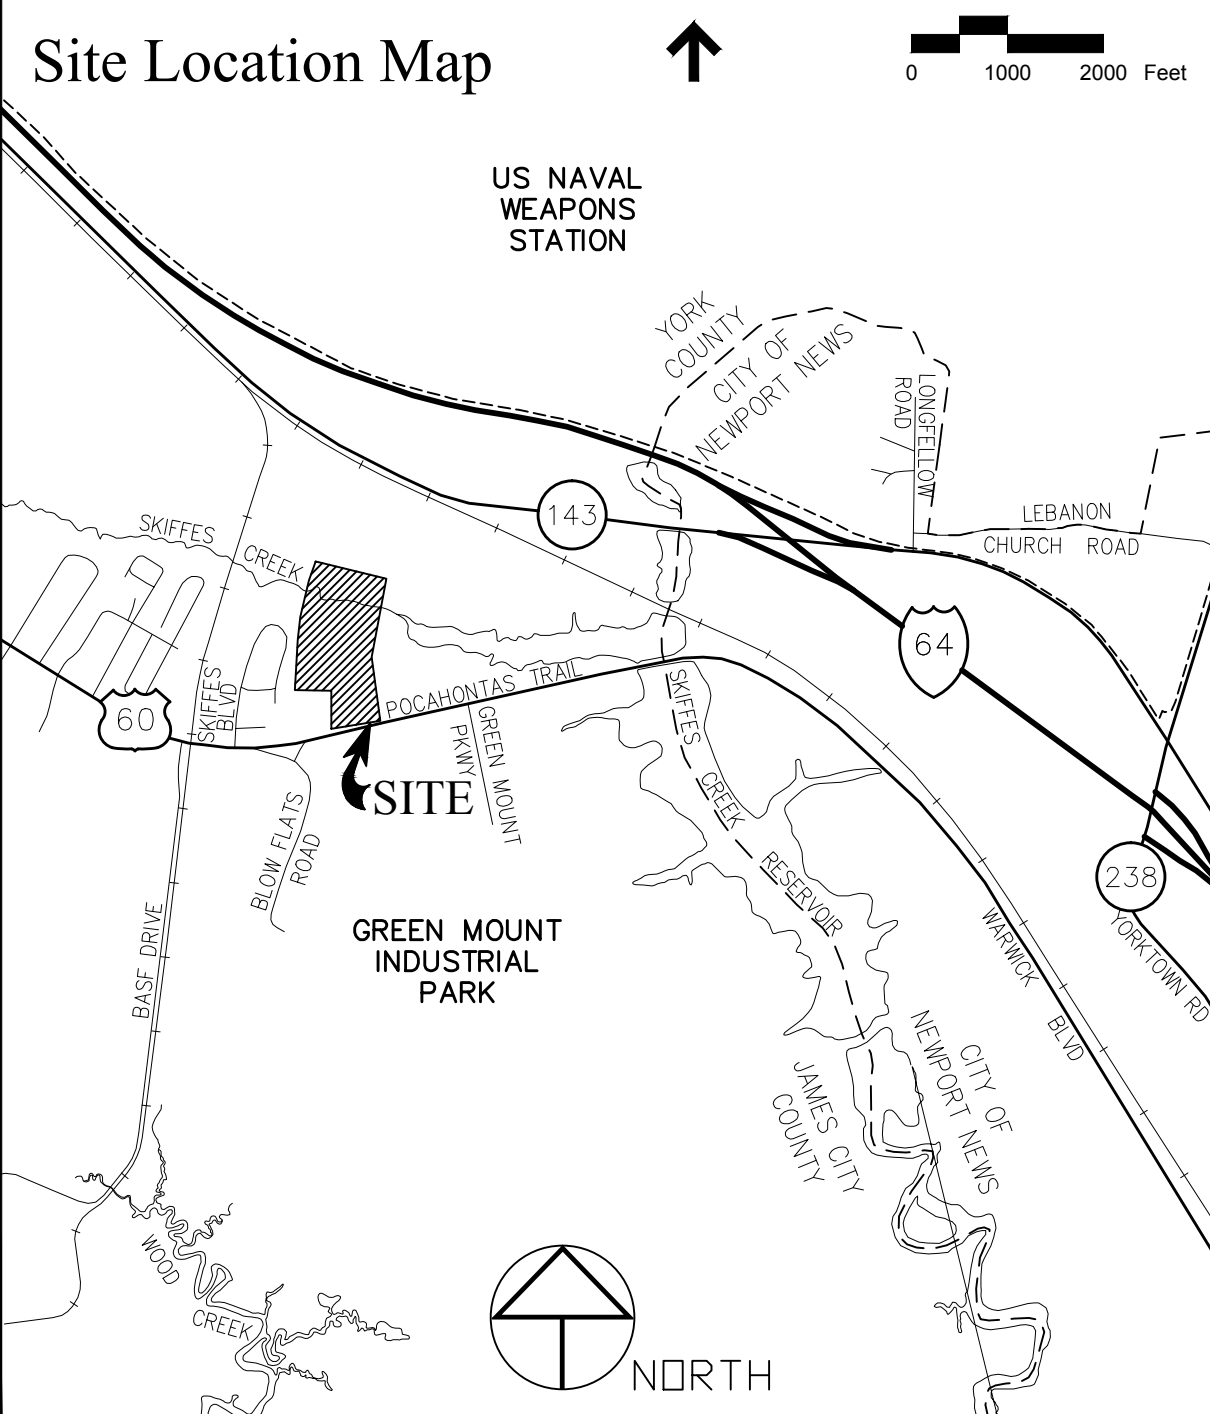 Site Location Map
0 1000 2000 Feet
US NAVAL
WEAPONS
STATION
YORK
COUNTY
CITY OF
NEWPORT NEWS
LONGFELLOW
ROAD
143
LEBANON
CHURCH ROAD
SKIFFES
CREEK
64
60
SKIFFES
BLVD
POCAHONTAS TRAIL
GREEN MOUNT
PKWY
SITE
SKIFFES
CREEK
RESERVOIR
BLOW FLATS
ROAD
238
YORKTOWN RD
BASF DRIVE
GREEN MOUNT
INDUSTRIAL
PARK
WARWICK
BLVD
JAMES CITY
COUNTY
CITY OF
NEWPORT NEWS
WOOD
CREEK
NORTH